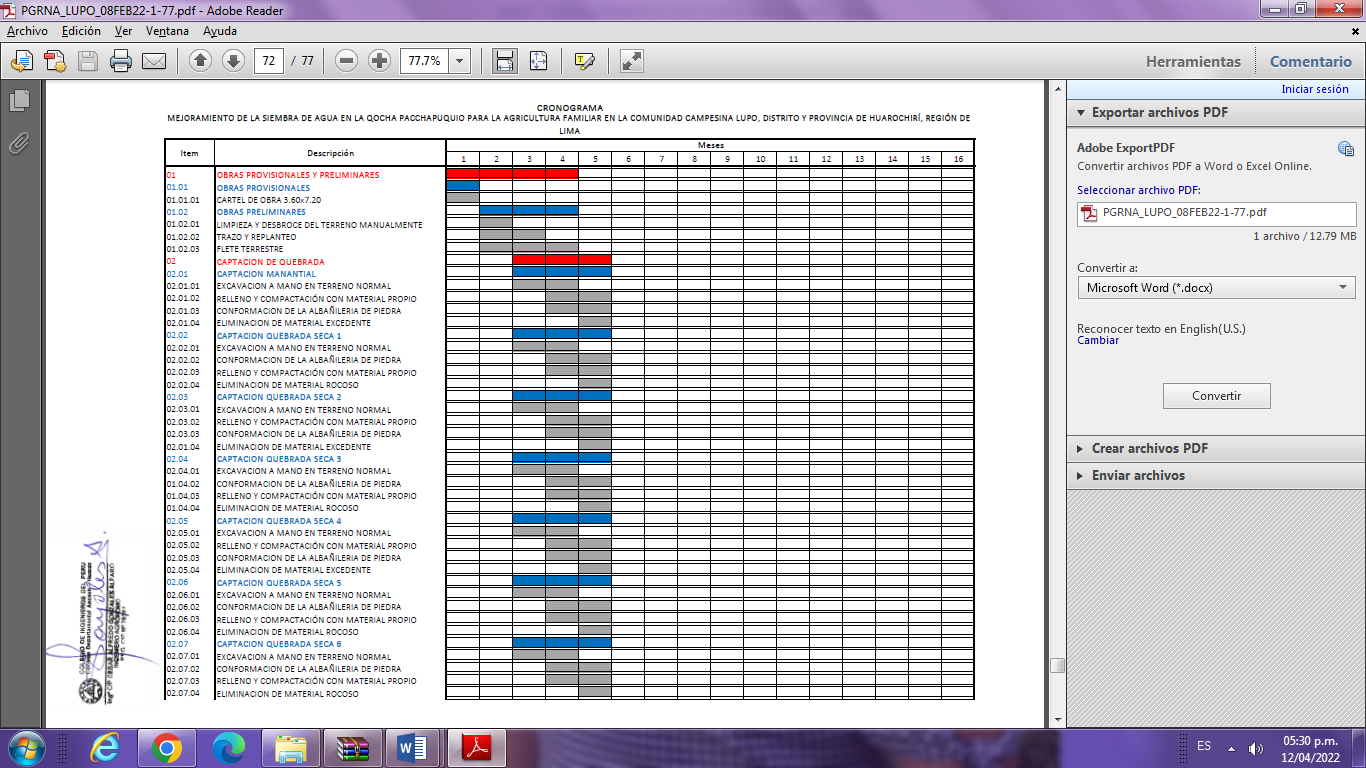 PGRNA_LUPO_08FEB22-1-77.pdf - Adobe Reader
Archivo Edición Ver Ventana Ayuda
72 / 77 77.7% Herramientas Comentario
Iniciar sesión
Exportar archivos PDF
Adobe ExportPDF
Convertir archivos PDF a Word o Excel Online.
Seleccionar archivo PDF:
PGRNA_LUPO_08FEB22-1-77.pdf
1 archivo / 12.79 MB
Convertir a:
Microsoft Word (*.docx)
Reconocer texto en English(U.S.)
Cambiar
Convertir
Crear archivos PDF
Enviar archivos
CRONOGRAMA
MEJORAMIENTO DE LA SIEMBRA DE AGUA EN LA QOCHA PACCHAPUQUIO PARA LA AGRICULTURA FAMILIAR EN LA COMUNIDAD CAMPESINA LUPO, DISTRITO Y PROVINCIA DE HUAROCHIRÍ, REGIÓN DE
LIMA
Item Descripción Meses
1 2 3 4 5 6 7 8 9 10 11 12 13 14 15 16
01 OBRAS PROVISIONALES Y PRELIMINARES
01.01 OBRAS PROVISIONALES
01.01.01 CARTEL DE OBRA 3.60x7.20
01.02 OBRAS PRELIMINARES
01.02.01 LIMPIEZA Y DESBROCE DEL TERRENO MANUALMENTE
01.02.02 TRAZO Y REPLANTEO
01.02.03 FLETE TERRESTRE
02 CAPTACION DE QUEBRADA
02.01 CAPTACION MANANTIAL
02.01.01 EXCAVACION A MANO EN TERRENO NORMAL
02.01.02 RELLENO Y COMPACTACIÓN CON MATERIAL PROPIO
02.01.03 CONFORMACION DE LA ALBAÑILERIA DE PIEDRA
02.01.04 ELIMINACION DE MATERIAL EXCEDENTE
02.02 CAPTACION QUEBRADA SECA 1
02.02.01 EXCAVACION A MANO EN TERRENO NORMAL
02.02.02 CONFORMACION DE LA ALBAÑILERIA DE PIEDRA
02.02.03 RELLENO Y COMPACTACIÓN CON MATERIAL PROPIO
02.02.04 ELIMINACION DE MATERIAL ROCOSO
02.03 CAPTACION QUEBRADA SECA 2
02.03.01 EXCAVACION A MANO EN TERRENO NORMAL
02.03.02 RELLENO Y COMPACTACIÓN CON MATERIAL PROPIO
02.03.03 CONFORMACION DE LA ALBAÑILERIA DE PIEDRA
02.01.04 ELIMINACION DE MATERIAL EXCEDENTE
02.04 CAPTACION QUEBRADA SECA 3
02.04.01 EXCAVACION A MANO EN TERRENO NORMAL
01.04.02 CONFORMACION DE LA ALBAÑILERIA DE PIEDRA
01.04.03 RELLENO Y COMPACTACIÓN CON MATERIAL PROPIO
01.04.04 ELIMINACION DE MATERIAL ROCOSO
02.05 CAPTACION QUEBRADA SECA 4
02.05.01 EXCAVACION A MANO EN TERRENO NORMAL
02.05.02 RELLENO Y COMPACTACIÓN CON MATERIAL PROPIO
02.05.03 CONFORMACION DE LA ALBAÑILERIA DE PIEDRA
02.05.04 ELIMINACION DE MATERIAL EXCEDENTE
02.06 CAPTACION QUEBRADA SECA 5
02.06.01 EXCAVACION A MANO EN TERRENO NORMAL
02.06.02 CONFORMACION DE LA ALBAÑILERIA DE PIEDRA
02.06.03 RELLENO Y COMPACTACIÓN CON MATERIAL PROPIO
02.06.04 ELIMINACION DE MATERIAL ROCOSO
02.07 CAPTACION QUEBRADA SECA 6
02.07.01 EXCAVACION A MANO EN TERRENO NORMAL
02.07.02 CONFORMACION DE LA ALBAÑILERIA DE PIEDRA
02.07.03 RELLENO Y COMPACTACIÓN CON MATERIAL PROPIO
02.07.04 ELIMINACION DE MATERIAL ROCOSO
COLEGIO DE INGENIEROS DEL PERU
ES
05:30 p.m.
12/04/2022